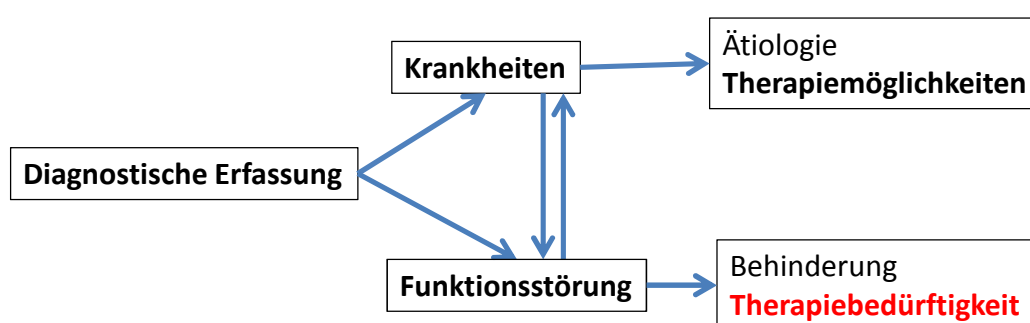 Ätiologie
Therapiemöglichkeiten
Krankheiten
Diagnostische Erfassung
Funktionsstörung
Behinderung
Therapiebedürftigkeit